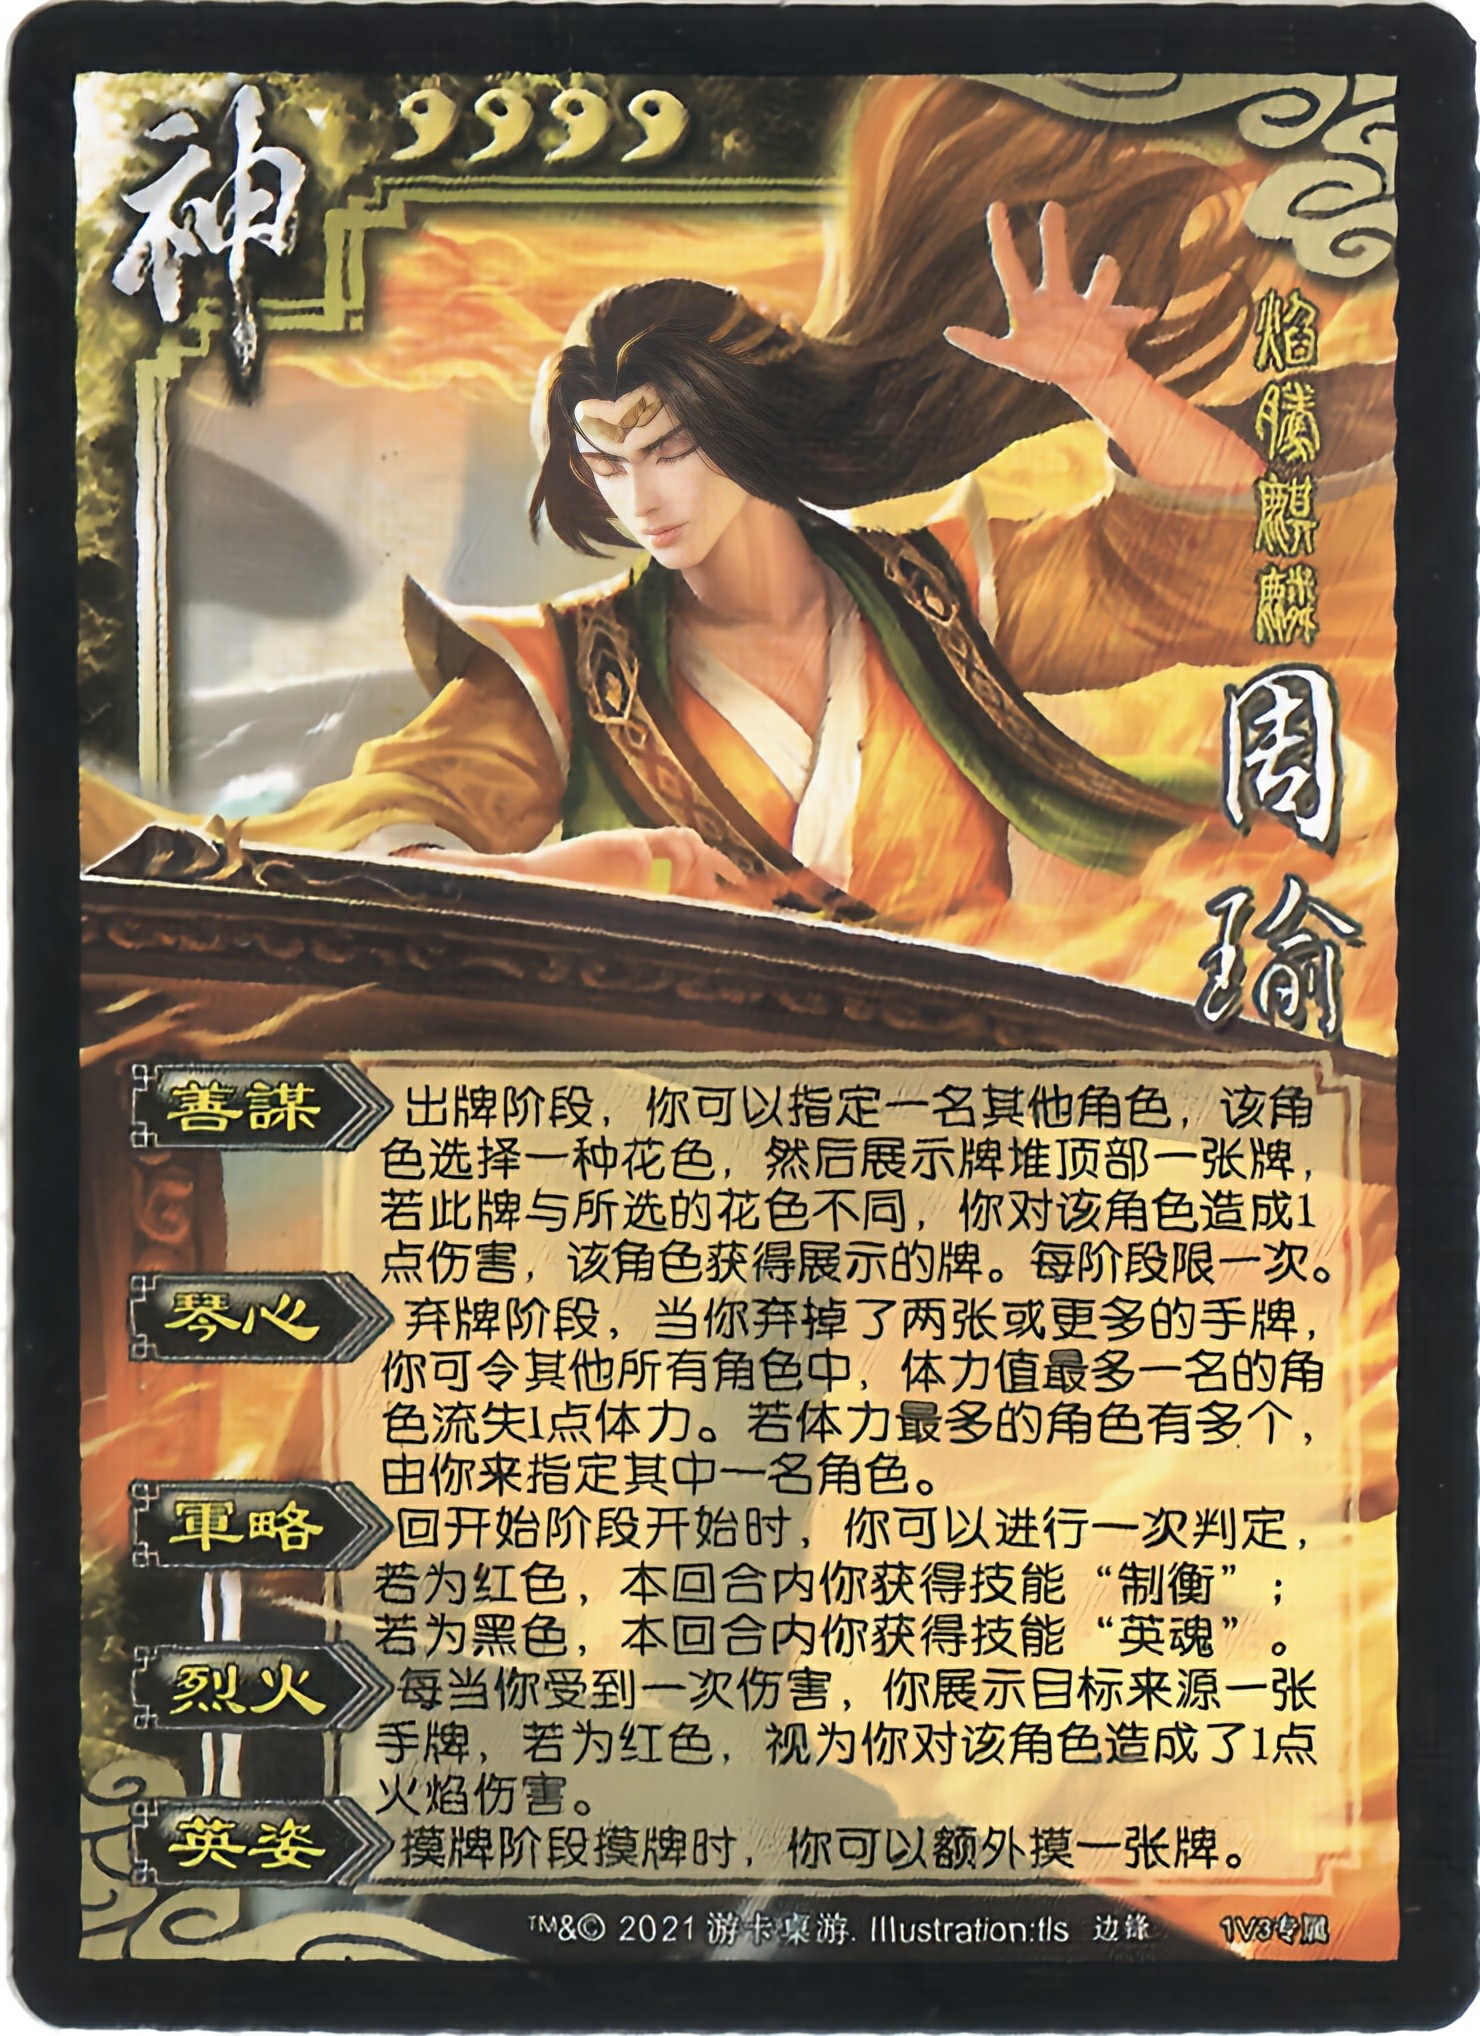 神
焰腾麒麟
周瑜
善謀
出牌阶段，你可以指定一名其他角色，该角
色选择一种花色，然后展示牌堆顶部一张牌，
若此牌与所选的花色不同，你对该角色造成1
点伤害，该角色获得展示的牌。每阶段限一次。
琴心
弃牌阶段，当你弃掉了两张或更多的手牌，
你可令其他所有角色中，体力值最多一名的角
色流失1点体力。若体力最多的角色有多个，
由你来指定其中一名角色。
軍略
回开始阶段开始时，你可以进行一次判定，
若为红色，本回合内你获得技能“制衡”；
若为黑色，本回合内你获得技能“英魂”。
烈火
每当你受到一次伤害，你展示目标来源一张
手牌，若为红色，视为你对该角色造成了1点
火焰伤害。
英姿
摸牌阶段摸牌时，你可以额外摸一张牌。
™&© 2021 游卡桌游. Illustration:tls 边锋 1V3专属